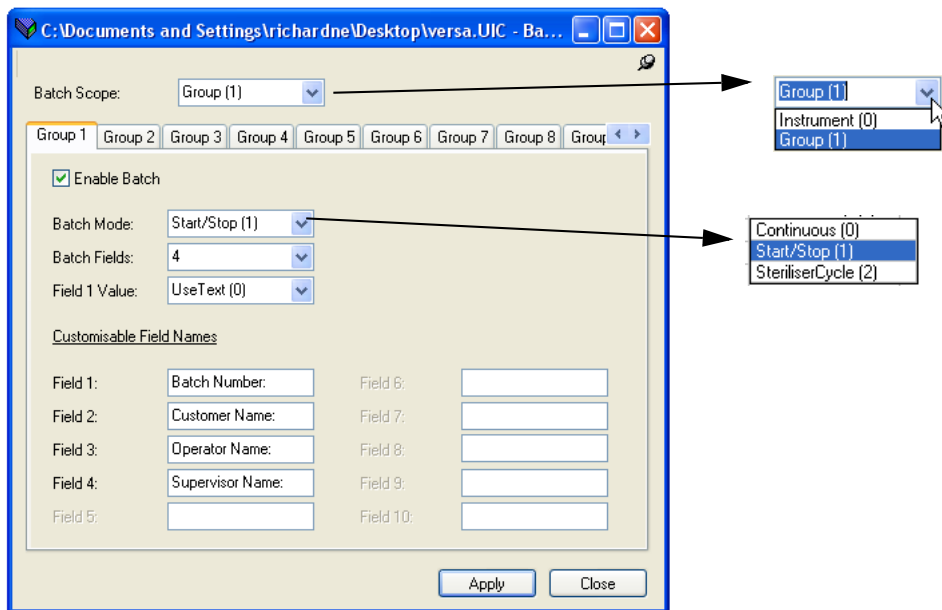 C:\Documents and Settings\richardne\Desktop\versa.UIC - Ba...
Batch Scope:
Group (1)
Group 1
Group 2
Group 3
Group 4
Group 5
Group 6
Group 7
Group 8
Group
Enable Batch
Batch Mode:
Start/Stop (1)
Batch Fields:
4
Field 1 Value:
UseText (0)
Customisable Field Names
Field 1:
Batch Number:
Field 6:
Field 2:
Customer Name:
Field 7:
Field 3:
Operator Name:
Field 8:
Field 4:
Supervisor Name:
Field 9:
Field 5:
Field 10:
Apply
Close
Group (1)
Instrument (0)
Group (1)
Continuous (0)
Start/Stop (1)
SteriliserCycle (2)